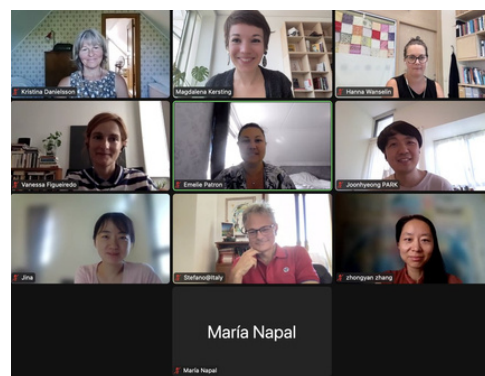 Kristina Danielsson
Magdalena Kersting
Hanna Wanselin
Vanessa Figueiredo
Emelie Patron
Joonhyeong PARK
Jina
Stefano@Italy
zhongyan zhang
María Napal
María Napal